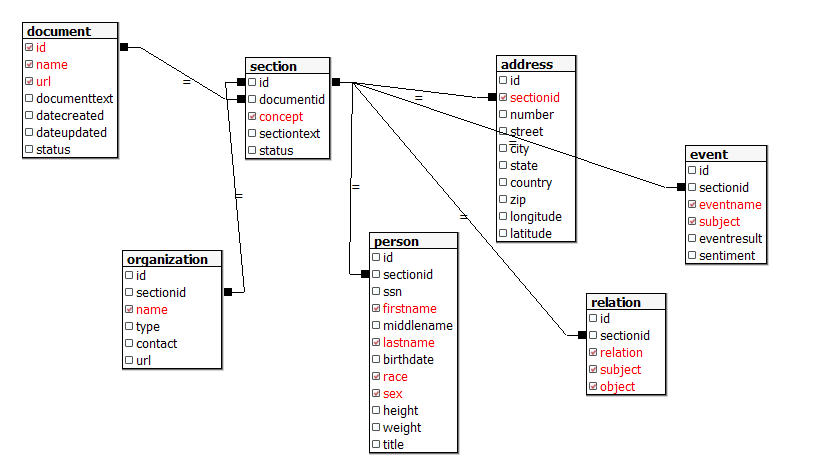 document
id
name
url
documenttext
datecreated
dateupdated
status
section
id
documentid
concept
sectiontext
status
address
id
sectionid
number
street
city
state
country
zip
longitude
latitude
event
id
sectionid
eventname
subject
eventresult
sentiment
organization
id
sectionid
name
type
contact
url
person
id
sectionid
ssn
firstname
middlename
lastname
birthdate
race
sex
height
weight
title
relation
id
sectionid
relation
subject
object
=
=
=
=
=
=